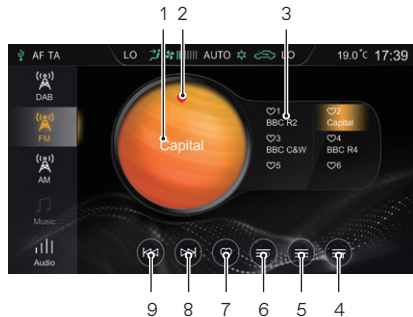 1 2 3
AF TA LO AUTO LO 19.0°C 17:39
DAB
FM
AM
Music
Audio
Capital
1 2
BBC R2 Capital
3 4
BBC C&W BBC R4
5 6
9 8 7 6 5 4